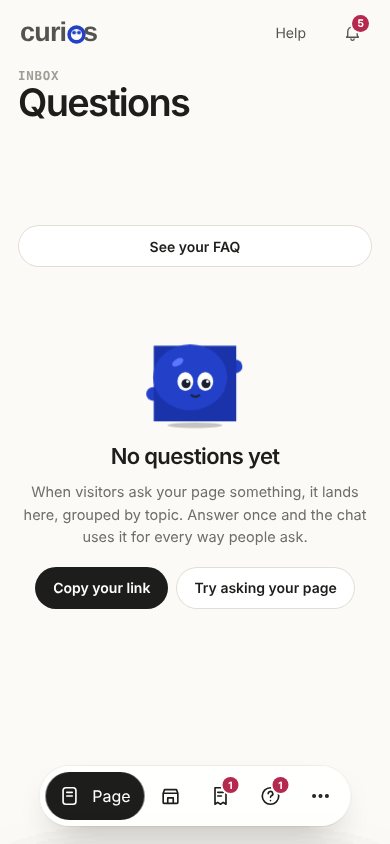 curios
Help
5
INBOX
Questions
See your FAQ
No questions yet
When visitors ask your page something, it lands
here, grouped by topic. Answer once and the chat
uses it for every way people ask.
Copy your link
Try asking your page
Page
1
1